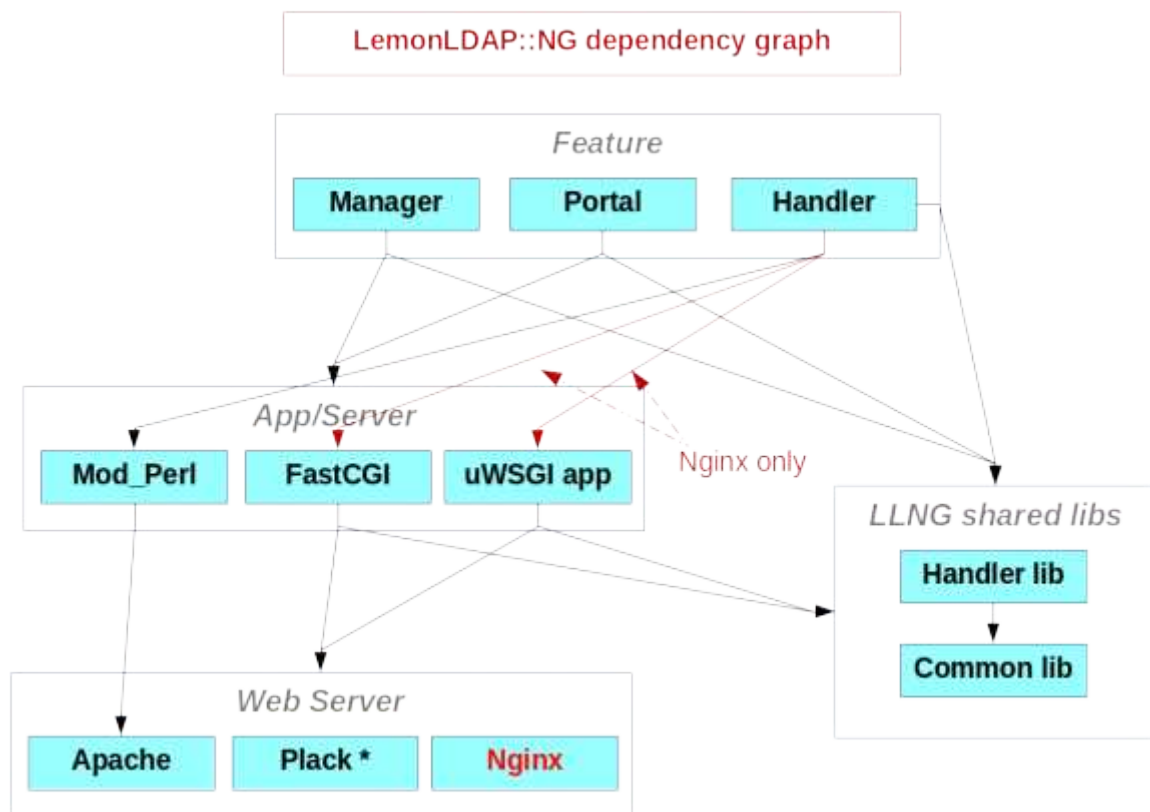 LemonLDAP::NG dependency graph
Feature
Manager
Portal
Handler
App/Server
Mod_Perl
FastCGI
uWSGI app
Nginx only
LLNG shared libs
Handler lib
Common lib
Web Server
Apache
Plack *
Nginx